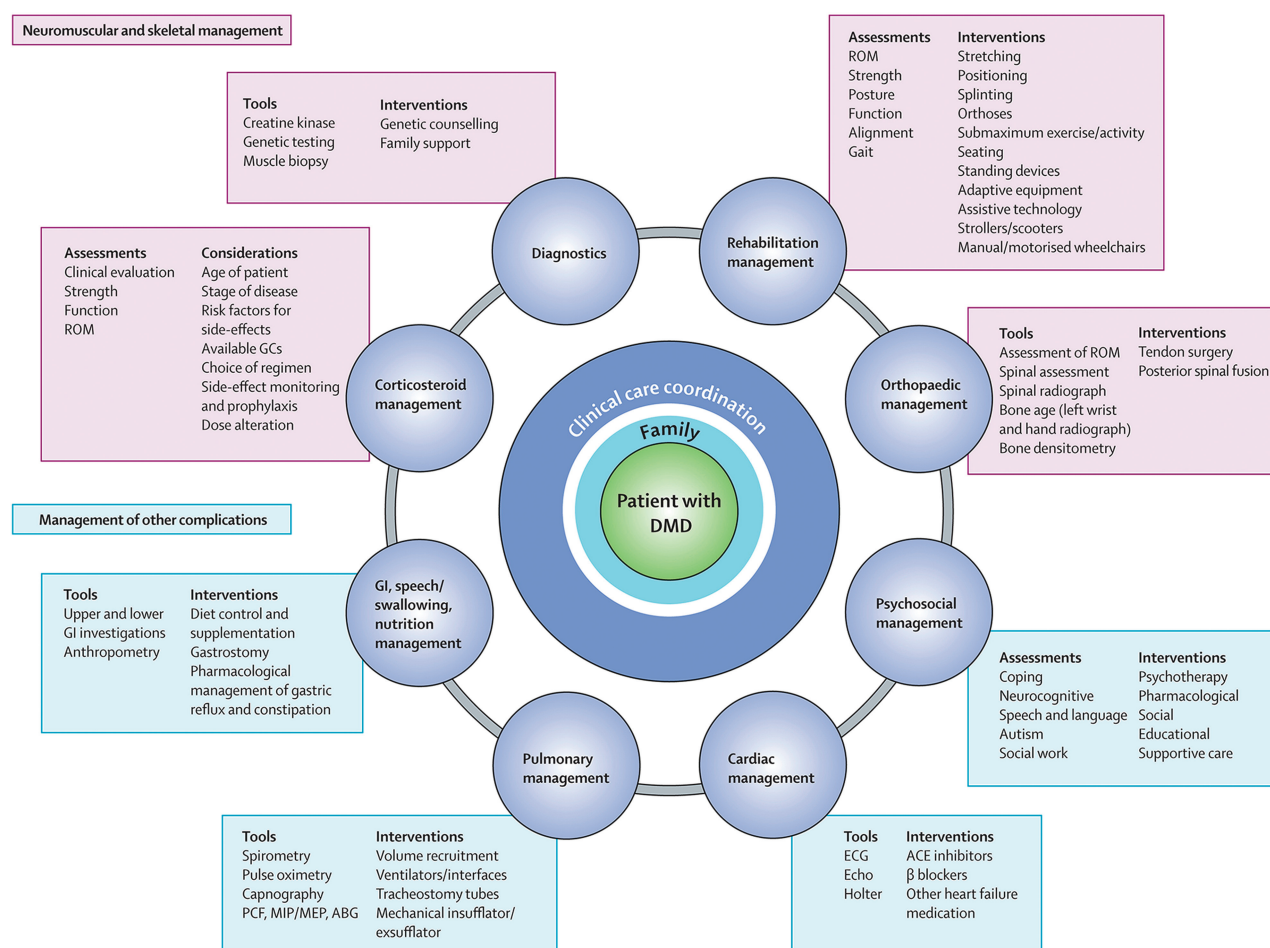 Neuromuscular and skeletal management
Tools
Creatine kinase
Genetic testing
Muscle biopsy
Interventions
Genetic counselling
Family support
Diagnostics
Assessments
ROM
Strength
Posture
Function
Alignment
Gait
Interventions
Stretching
Positioning
Splinting
Orthoses
Submaximum exercise/activity
Seating
Standing devices
Adaptive equipment
Assistive technology
Strollers/scooters
Manual/motorised wheelchairs
Rehabilitation
management
Assessments
Clinical evaluation
Strength
Function
ROM
Considerations
Age of patient
Stage of disease
Risk factors for
side-effects
Available GCs
Choice of regimen
Side-effect monitoring
and prophylaxis
Dose alteration
Corticosteroid
management
Tools
Assessment of ROM
Spinal assessment
Spinal radiograph
Bone age (left wrist
and hand radiograph)
Bone densitometry
Interventions
Tendon surgery
Posterior spinal fusion
Orthopaedic
management
Clinical care coordination
Family
Patient with
DMD
Management of other complications
Tools
Upper and lower
GI investigations
Anthropometry
Interventions
Diet control and
supplementation
Gastrostomy
Pharmacological
management of gastric
reflux and constipation
GI, speech/
swallowing,
nutrition
management
Psychosocial
management
Assessments
Coping
Neurocognitive
Speech and language
Autism
Social work
Interventions
Psychotherapy
Pharmacological
Social
Educational
Supportive care
Pulmonary
management
Tools
Spirometry
Pulse oximetry
Capnography
PCF, MIP/MEP, ABG
Interventions
Volume recruitment
Ventilators/interfaces
Tracheostomy tubes
Mechanical insufflator/
exsufflator
Cardiac
management
Tools
ECG
Echo
Holter
Interventions
ACE inhibitors
β blockers
Other heart failure
medication